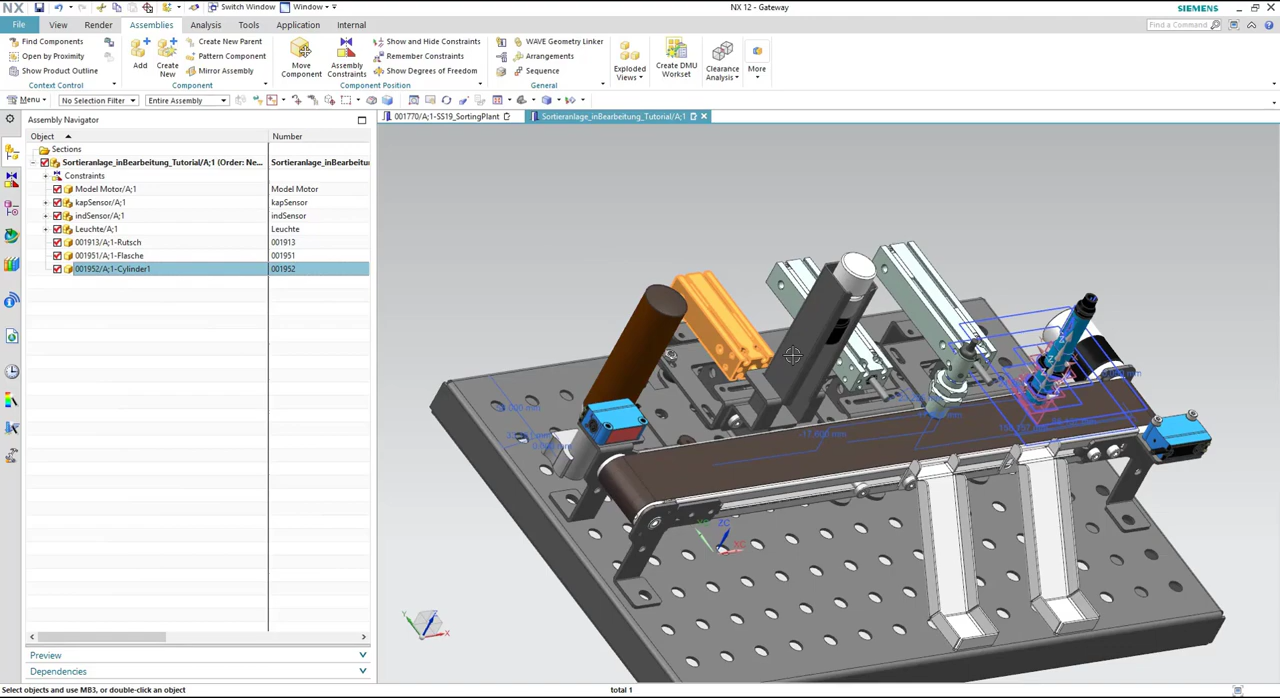 NX
Switch Window
Window
NX 12 - Gateway
SIEMENS
File
View
Render
Assemblies
Analysis
Tools
Application
Internal
Find a Command
Find Components
Open by Proximity
Show Product Outline
Context Control
Add
Create New
Create New Parent
Pattern Component
Mirror Assembly
Component
Move Component
Assembly Constraints
Show and Hide Constraints
Remember Constraints
Show Degrees of Freedom
Component Position
WAVE Geometry Linker
Arrangements
Sequence
General
Exploded Views
Create DMU Workset
Clearance Analysis
More
Menu
No Selection Filter
Entire Assembly
Assembly Navigator
001770/A;1-SS19_SortingPlant
Sortieranlage_inBearbeitung_Tutorial/A;1
Object
Number
Sections
Sortieranlage_inBearbeitung_Tutorial/A;1 (Order: Ne...
Sortieranlage_inBearbeitu
Constraints
Model Motor/A;1
Model Motor
kapSensor/A;1
kapSensor
indSensor/A;1
indSensor
Leuchte/A;1
Leuchte
001913/A;1-Rutsch
001913
001951/A;1-Flasche
001951
001952/A;1-Cylinder1
001952
ZC
XC
Z
Y
X
Preview
Dependencies
Select objects and use MB3, or double-click an object
total 1